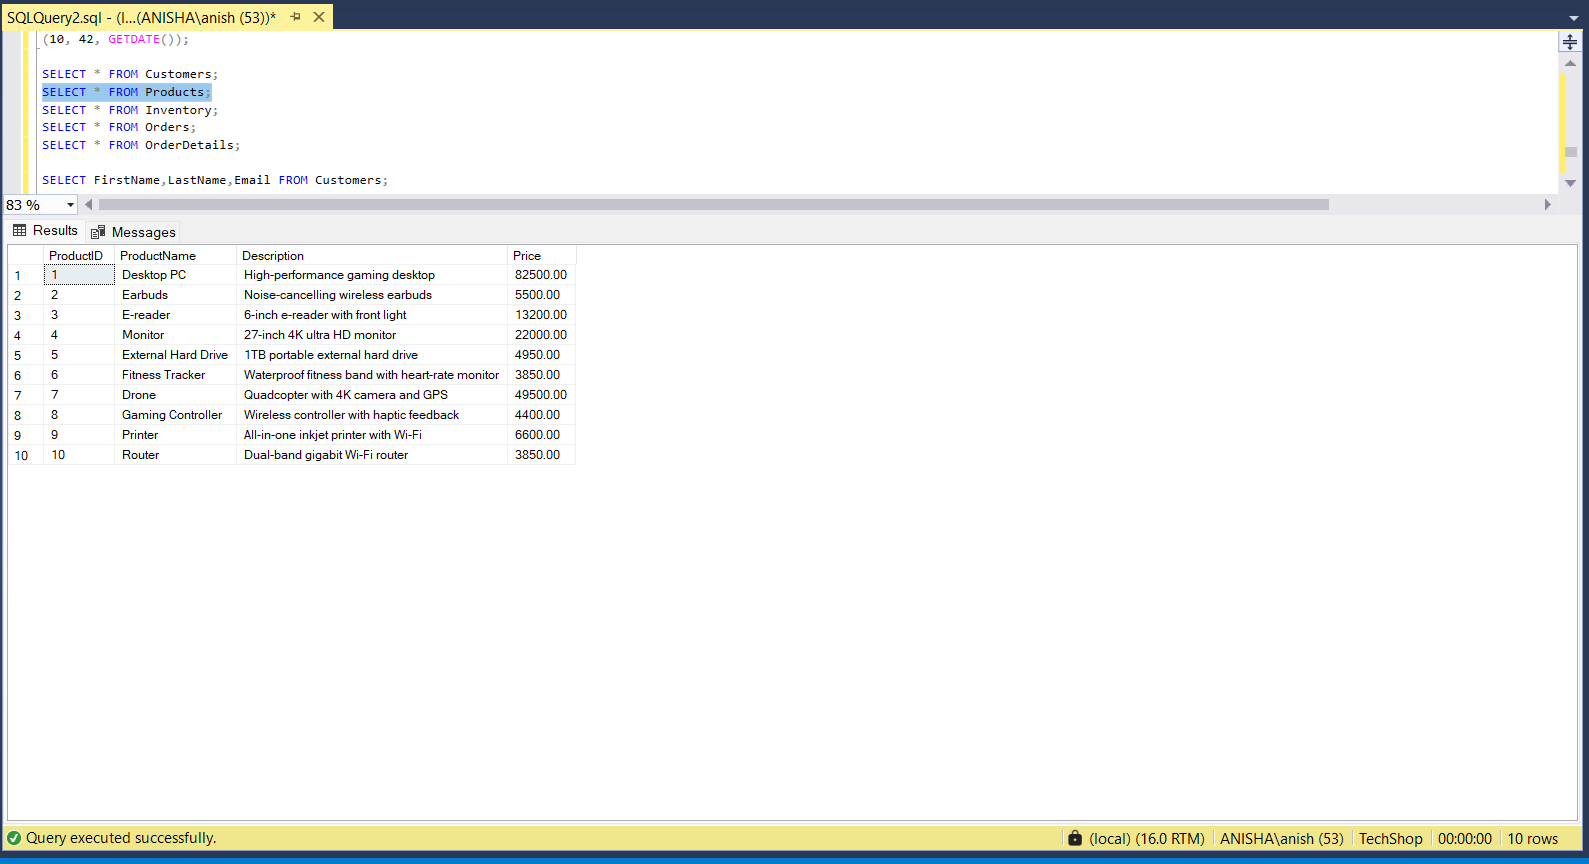 SQLQuery2.sql - (l...(ANISHA\anish (53))*
(10, 42, GETDATE());
SELECT * FROM Customers;
SELECT * FROM Products;
SELECT * FROM Inventory;
SELECT * FROM Orders;
SELECT * FROM OrderDetails;
SELECT FirstName,LastName,Email FROM Customers;
83 %
Results Messages
ProductID ProductName Description Price
1 1 Desktop PC High-performance gaming desktop 82500.00
2 2 Earbuds Noise-cancelling wireless earbuds 5500.00
3 3 E-reader 6-inch e-reader with front light 13200.00
4 4 Monitor 27-inch 4K ultra HD monitor 22000.00
5 5 External Hard Drive 1TB portable external hard drive 4950.00
6 6 Fitness Tracker Waterproof fitness band with heart-rate monitor 3850.00
7 7 Drone Quadcopter with 4K camera and GPS 49500.00
8 8 Gaming Controller Wireless controller with haptic feedback 4400.00
9 9 Printer All-in-one inkjet printer with Wi-Fi 6600.00
10 10 Router Dual-band gigabit Wi-Fi router 3850.00
Query executed successfully. (local) (16.0 RTM) ANISHA\anish (53) TechShop 00:00:00 10 rows